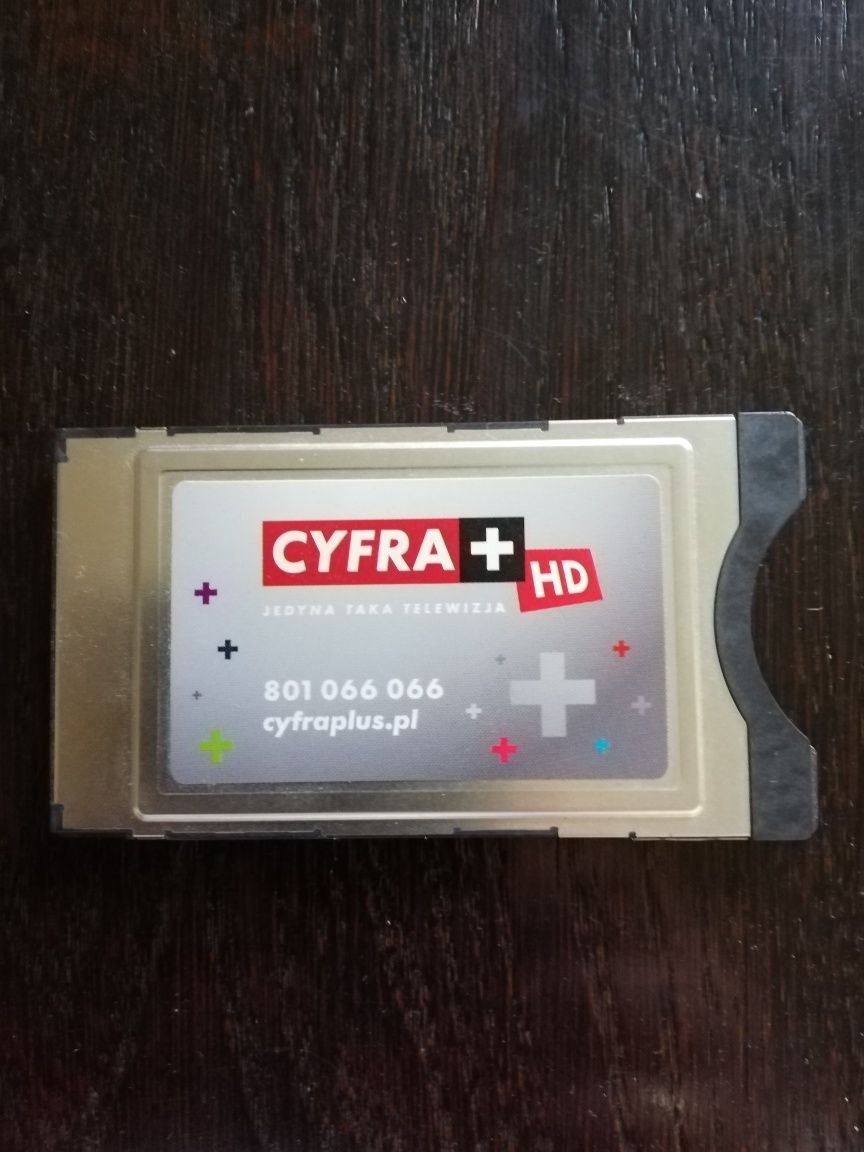 CYFRA+
HD
JEDYNA TAKA TELEWIZJA
801 066 066
cyfraplus.pl